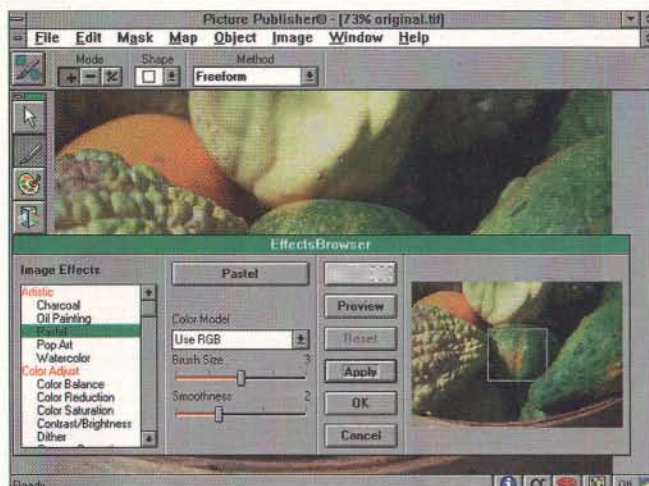 Picture Publisher® - [73% original.tif]
File Edit Mask Map Object Image Window Help
Mode Shape Method
Freeform
EffectsBrowser
Image Effects
Artistic
Charcoal
Oil Painting
Pastel
Pop Art
Watercolor
Color Adjust
Color Balance
Color Reduction
Color Saturation
Contrast/Brightness
Dither
Pastel
Color Model
Use RGB
Brush Size 3
Smoothness 2
Preview
Reset
Apply
OK
Cancel
Ready
Off